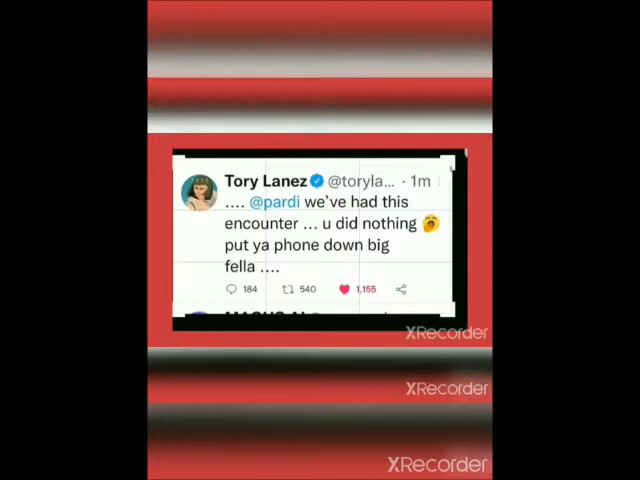 Tory Lanez @toryla... · 1m
.... @pardi we've had this
encounter ... u did nothing 🥱
put ya phone down big
fella ....
184 540 1,155
XRecorder
XRecorder
XRecorder